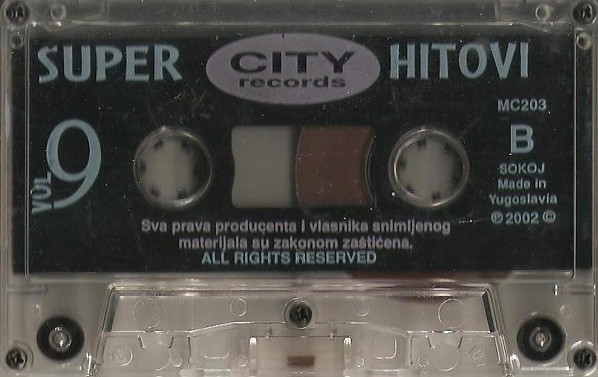 SUPER CITY HITOVI
records
MC203
VOL 9
B
SOKOJ
Made in
Yugoslavia
℗ 2002 ©
Sva prava producenta i vlasnika snimljenog
materijala su zakonom zaštićena.
ALL RIGHTS RESERVED